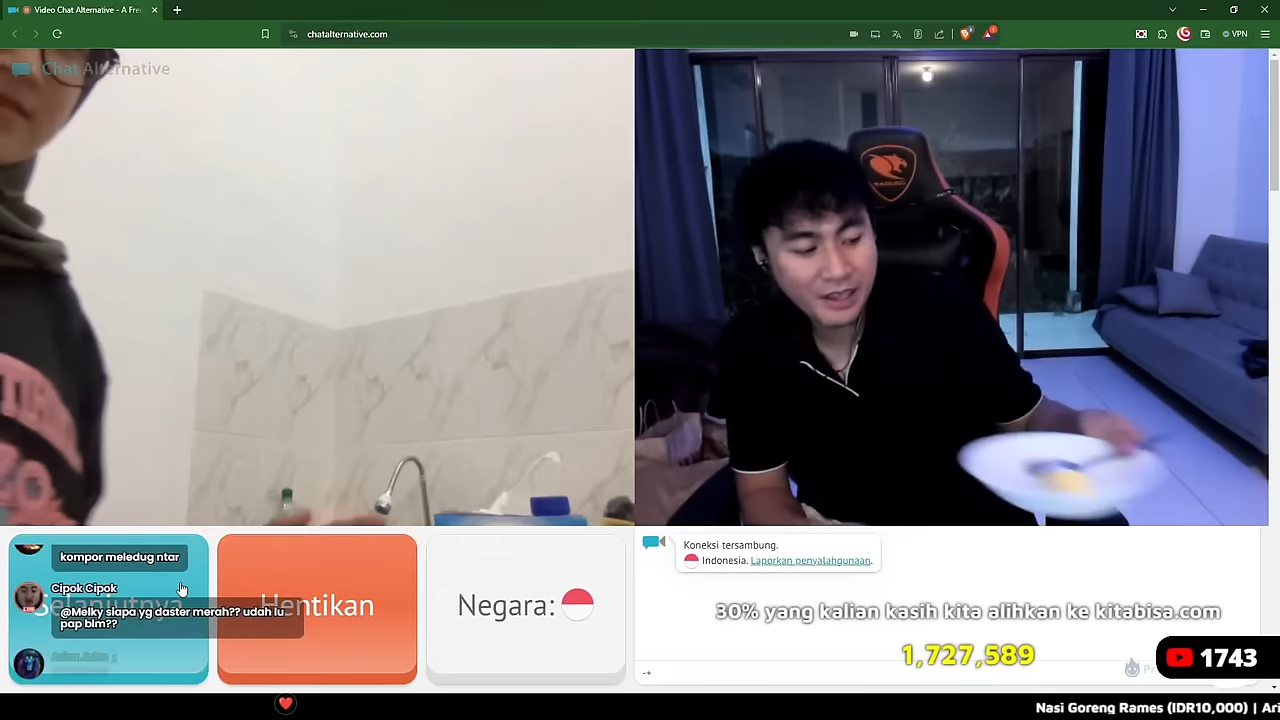 Video Chat Alternative - A Fre
chatalternative.com
VPN
Chat Alternative
kompor meledug ntar
Cipok Cipok
@Melky siapa yg daster merah?? udah lu
pap blm??
Selanjutnya
Hentikan
Negara:
Koneksi tersambung.
Indonesia. Laporkan penyalahgunaan.
30% yang kalian kasih kita alihkan ke kitabisa.com
1,727,589
1743
Nasi Goreng Rames (IDR10,000) | Ari